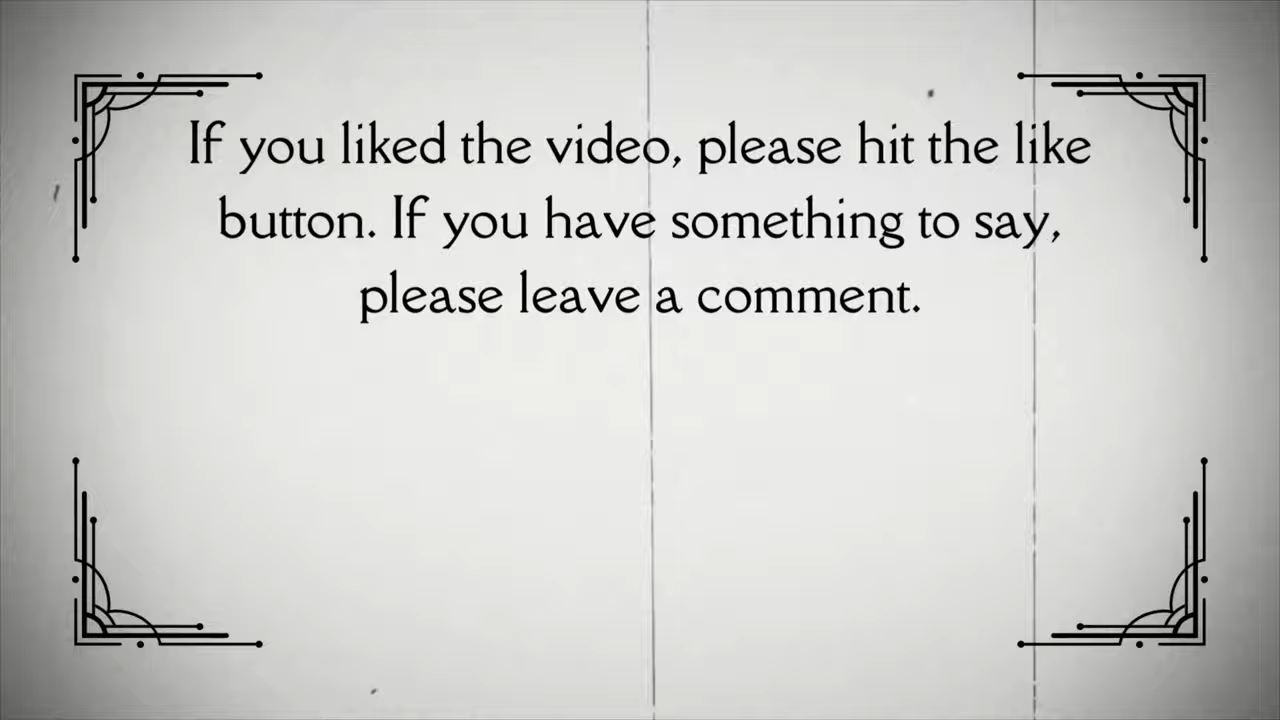 If you liked the video, please hit the like
button. If you have something to say,
please leave a comment.